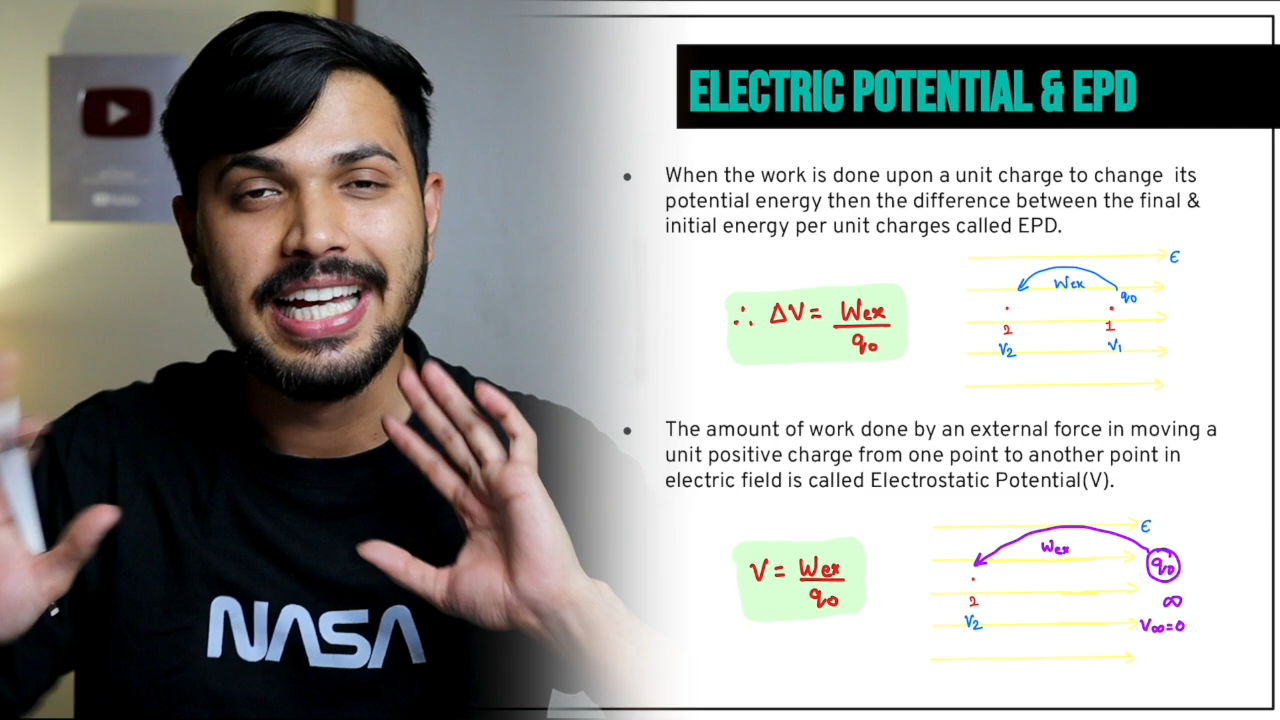 ELECTRIC POTENTIAL & EPD
• When the work is done upon a unit charge to change its
potential energy then the difference between the final &
initial energy per unit charges called EPD.
∴ ΔV = Wex / q₀
E
Wex
q₀
2 1
V₂ V₁
• The amount of work done by an external force in moving a
unit positive charge from one point to another point in
electric field is called Electrostatic Potential(V).
V = Wex / q₀
E
Wex
q₀
2 ∞
V₂ V∞=0
NASA